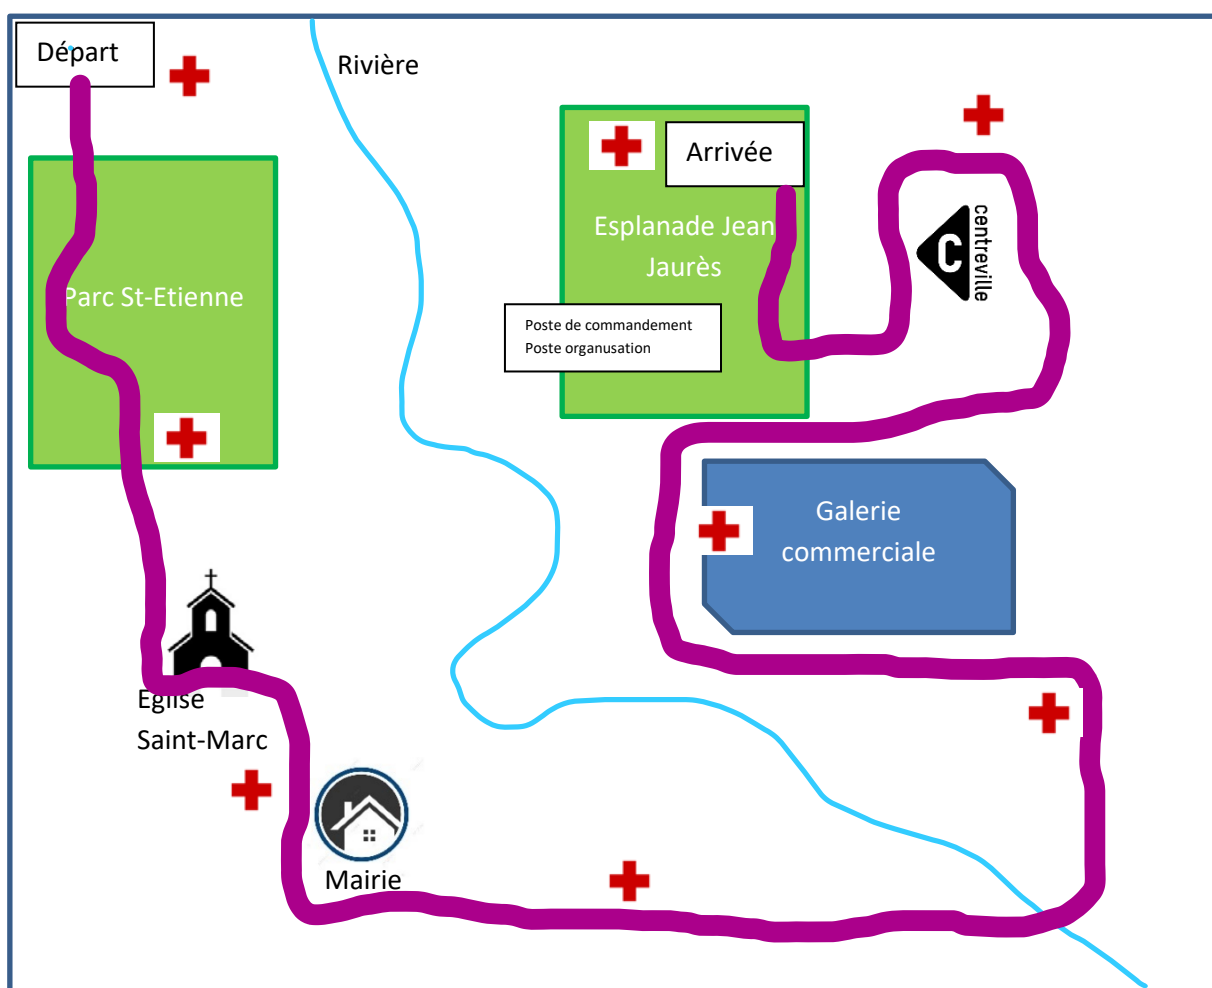 Départ
Rivière
Arrivée
Esplanade Jean
Jaurès
centreville
C
Parc St-Etienne
Poste de commandement
Poste organusation
Galerie
commerciale
Eglise
Saint-Marc
Mairie